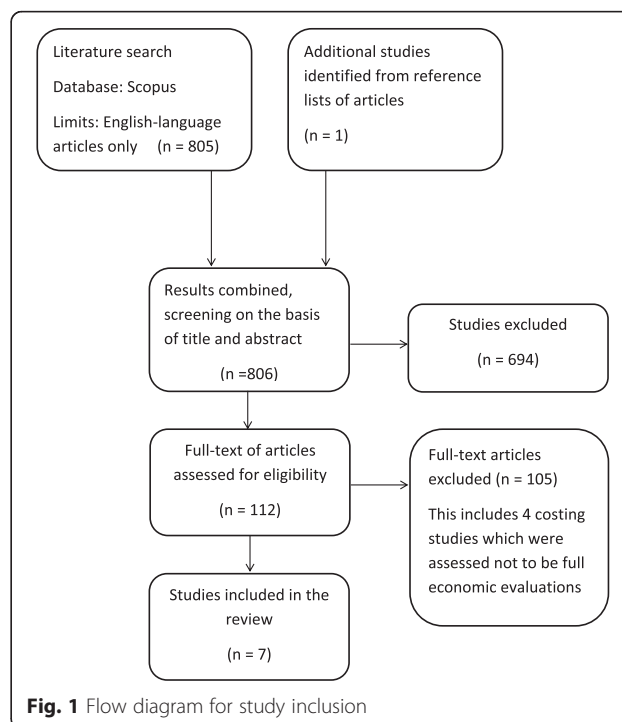 Literature search
Database: Scopus
Limits: English-language
articles only (n = 805)
Additional studies
identified from reference
lists of articles
(n = 1)
Results combined,
screening on the basis
of title and abstract
(n =806)
Studies excluded
(n = 694)
Full-text of articles
assessed for eligibility
(n = 112)
Full-text articles
excluded (n = 105)
This includes 4 costing
studies which were
assessed not to be full
economic evaluations
Studies included in the
review
(n = 7)
Fig. 1 Flow diagram for study inclusion